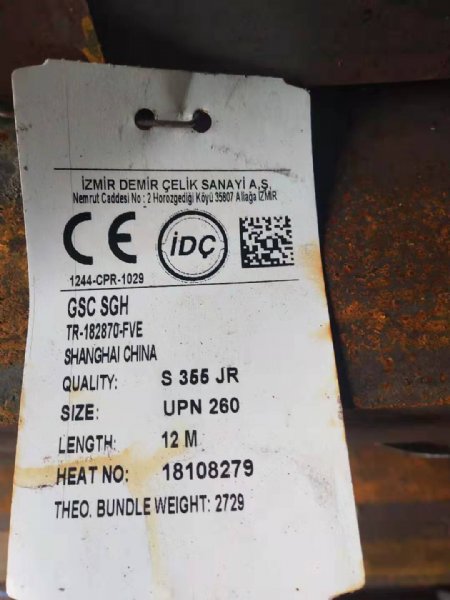 İZMİR DEMİR ÇELİK SANAYİ A.Ş.
Nemrut Caddesi No : 2 Horozgediği Köyü 35807 Aliağa İZMİR
CE
İDÇ
1244-CPR-1029
GSC SGH
TR-182870-FVE
SHANGHAI CHINA
QUALITY: S 355 JR
SIZE: UPN 260
LENGTH: 12 M
HEAT NO: 18108279
THEO. BUNDLE WEIGHT: 2729